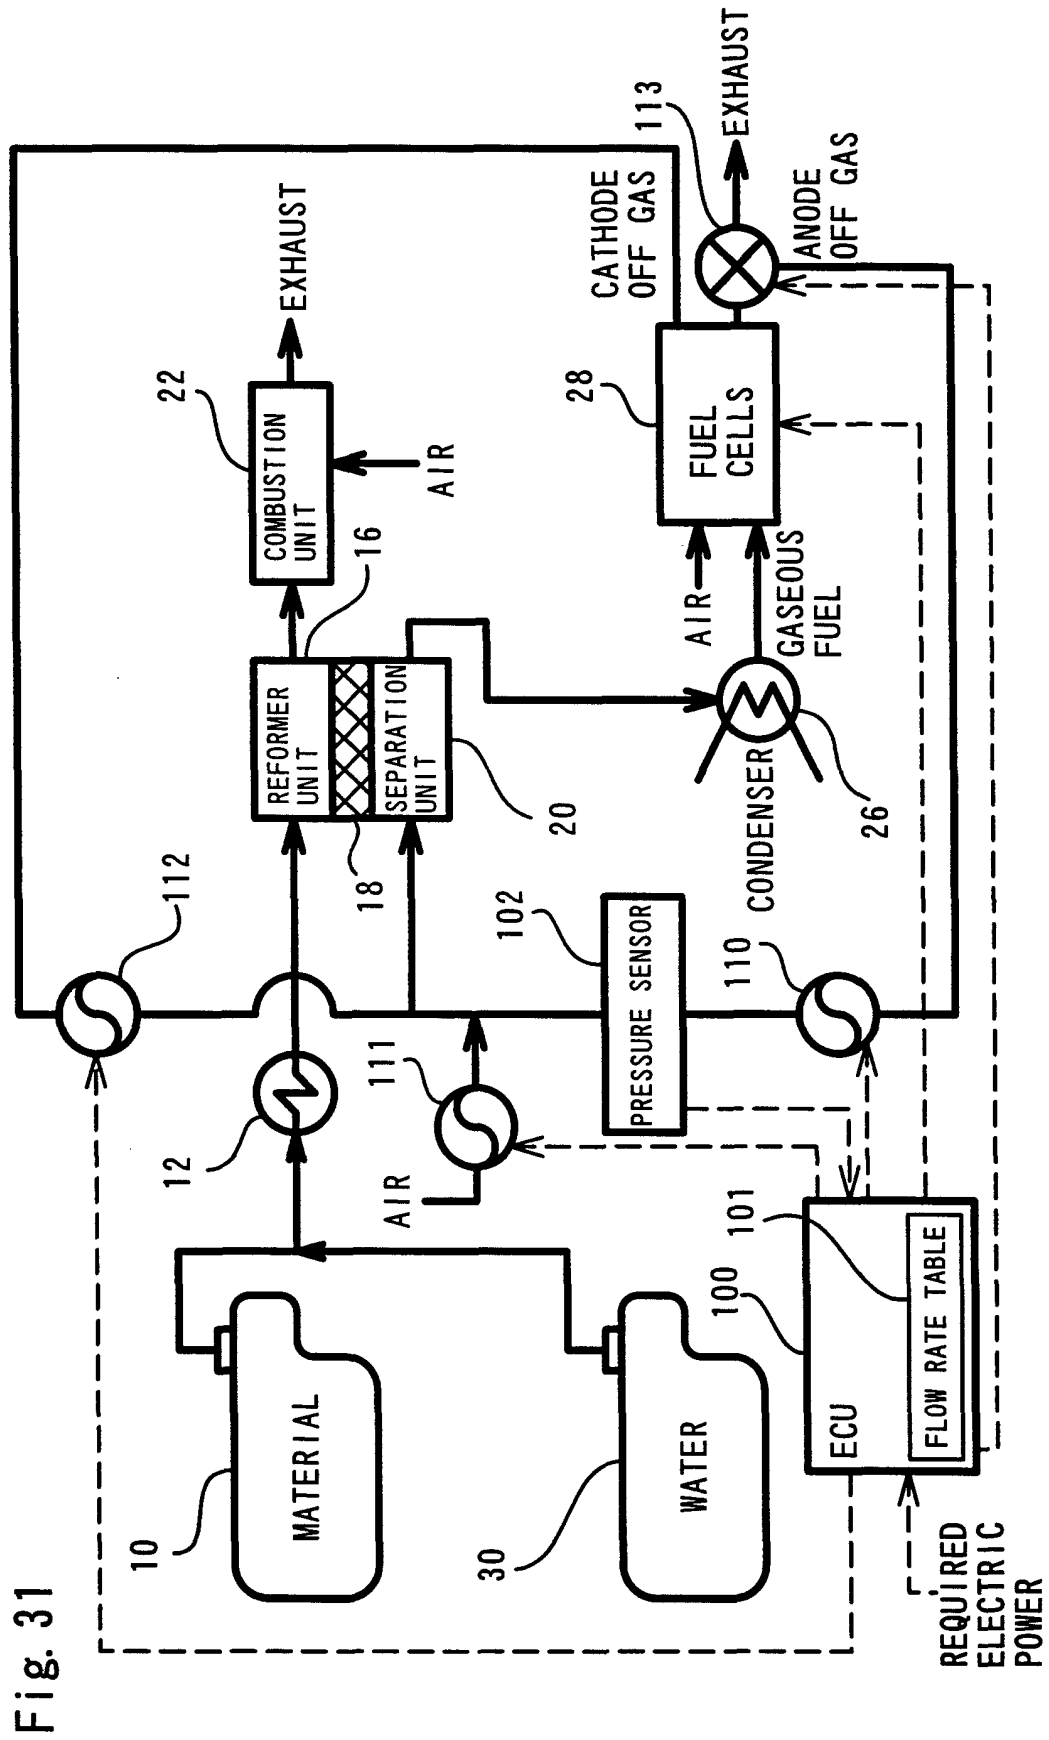 Fig. 31
112
22
EXHAUST
COMBUSTION
UNIT
AIR
16
REFORMER
UNIT
18
SEPARATION
UNIT
20
12
10
MATERIAL
AIR
111
102
PRESSURE SENSOR
30
WATER
110
CONDENSER
26
GASEOUS
FUEL
AIR
28
FUEL
CELLS
CATHODE
OFF GAS
113
EXHAUST
ANODE
OFF GAS
100
101
ECU
FLOW RATE TABLE
REQUIRED
ELECTRIC
POWER